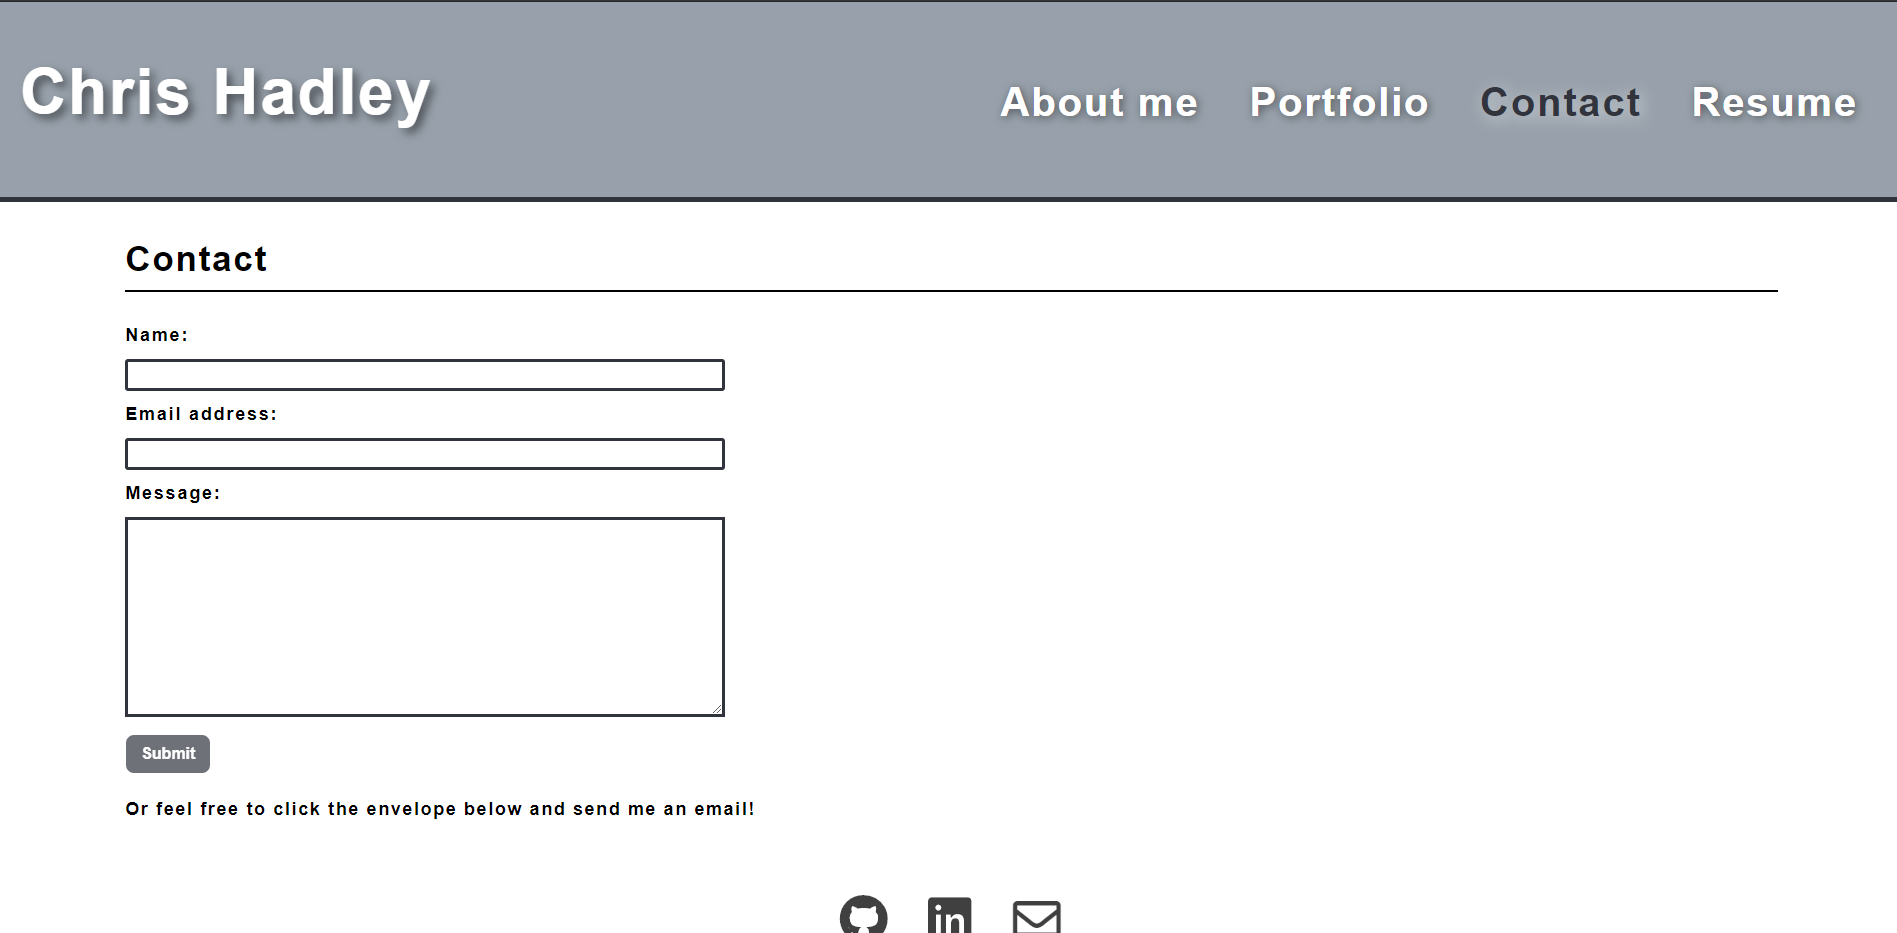 Chris Hadley
About me Portfolio Contact Resume
Contact
Name:
Email address:
Message:
Submit
Or feel free to click the envelope below and send me an email!
in